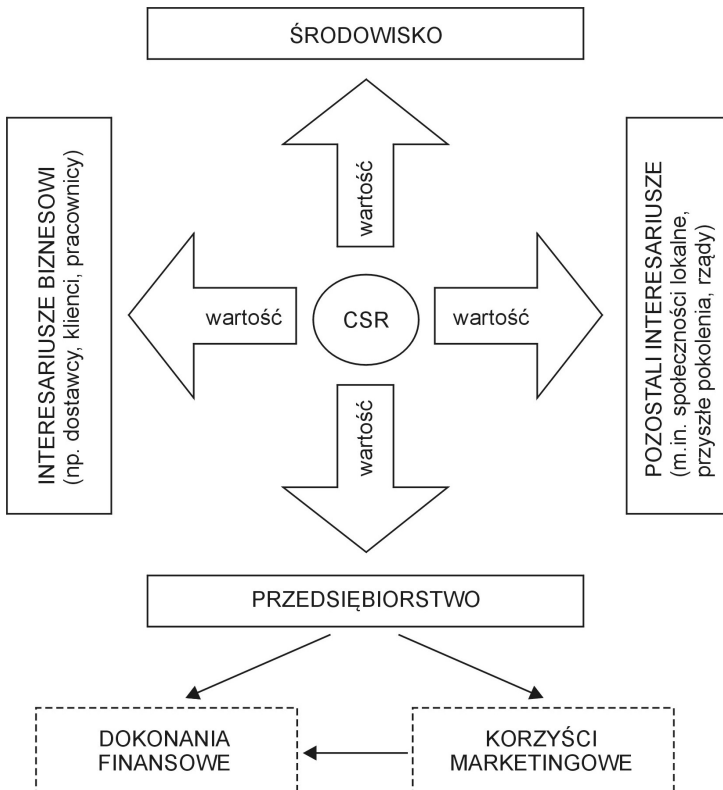 ŚRODOWISKO
INTERESARIUSZE BIZNESOWI
(np. dostawcy, klienci, pracownicy)
wartość
wartość
CSR
wartość
wartość
POZOSTALI INTERESARIUSZE
(m.in. społeczności lokalne,
przyszłe pokolenia, rządy)
PRZEDSIĘBIORSTWO
DOKONANIA
FINANSOWE
KORZYŚCI
MARKETINGOWE